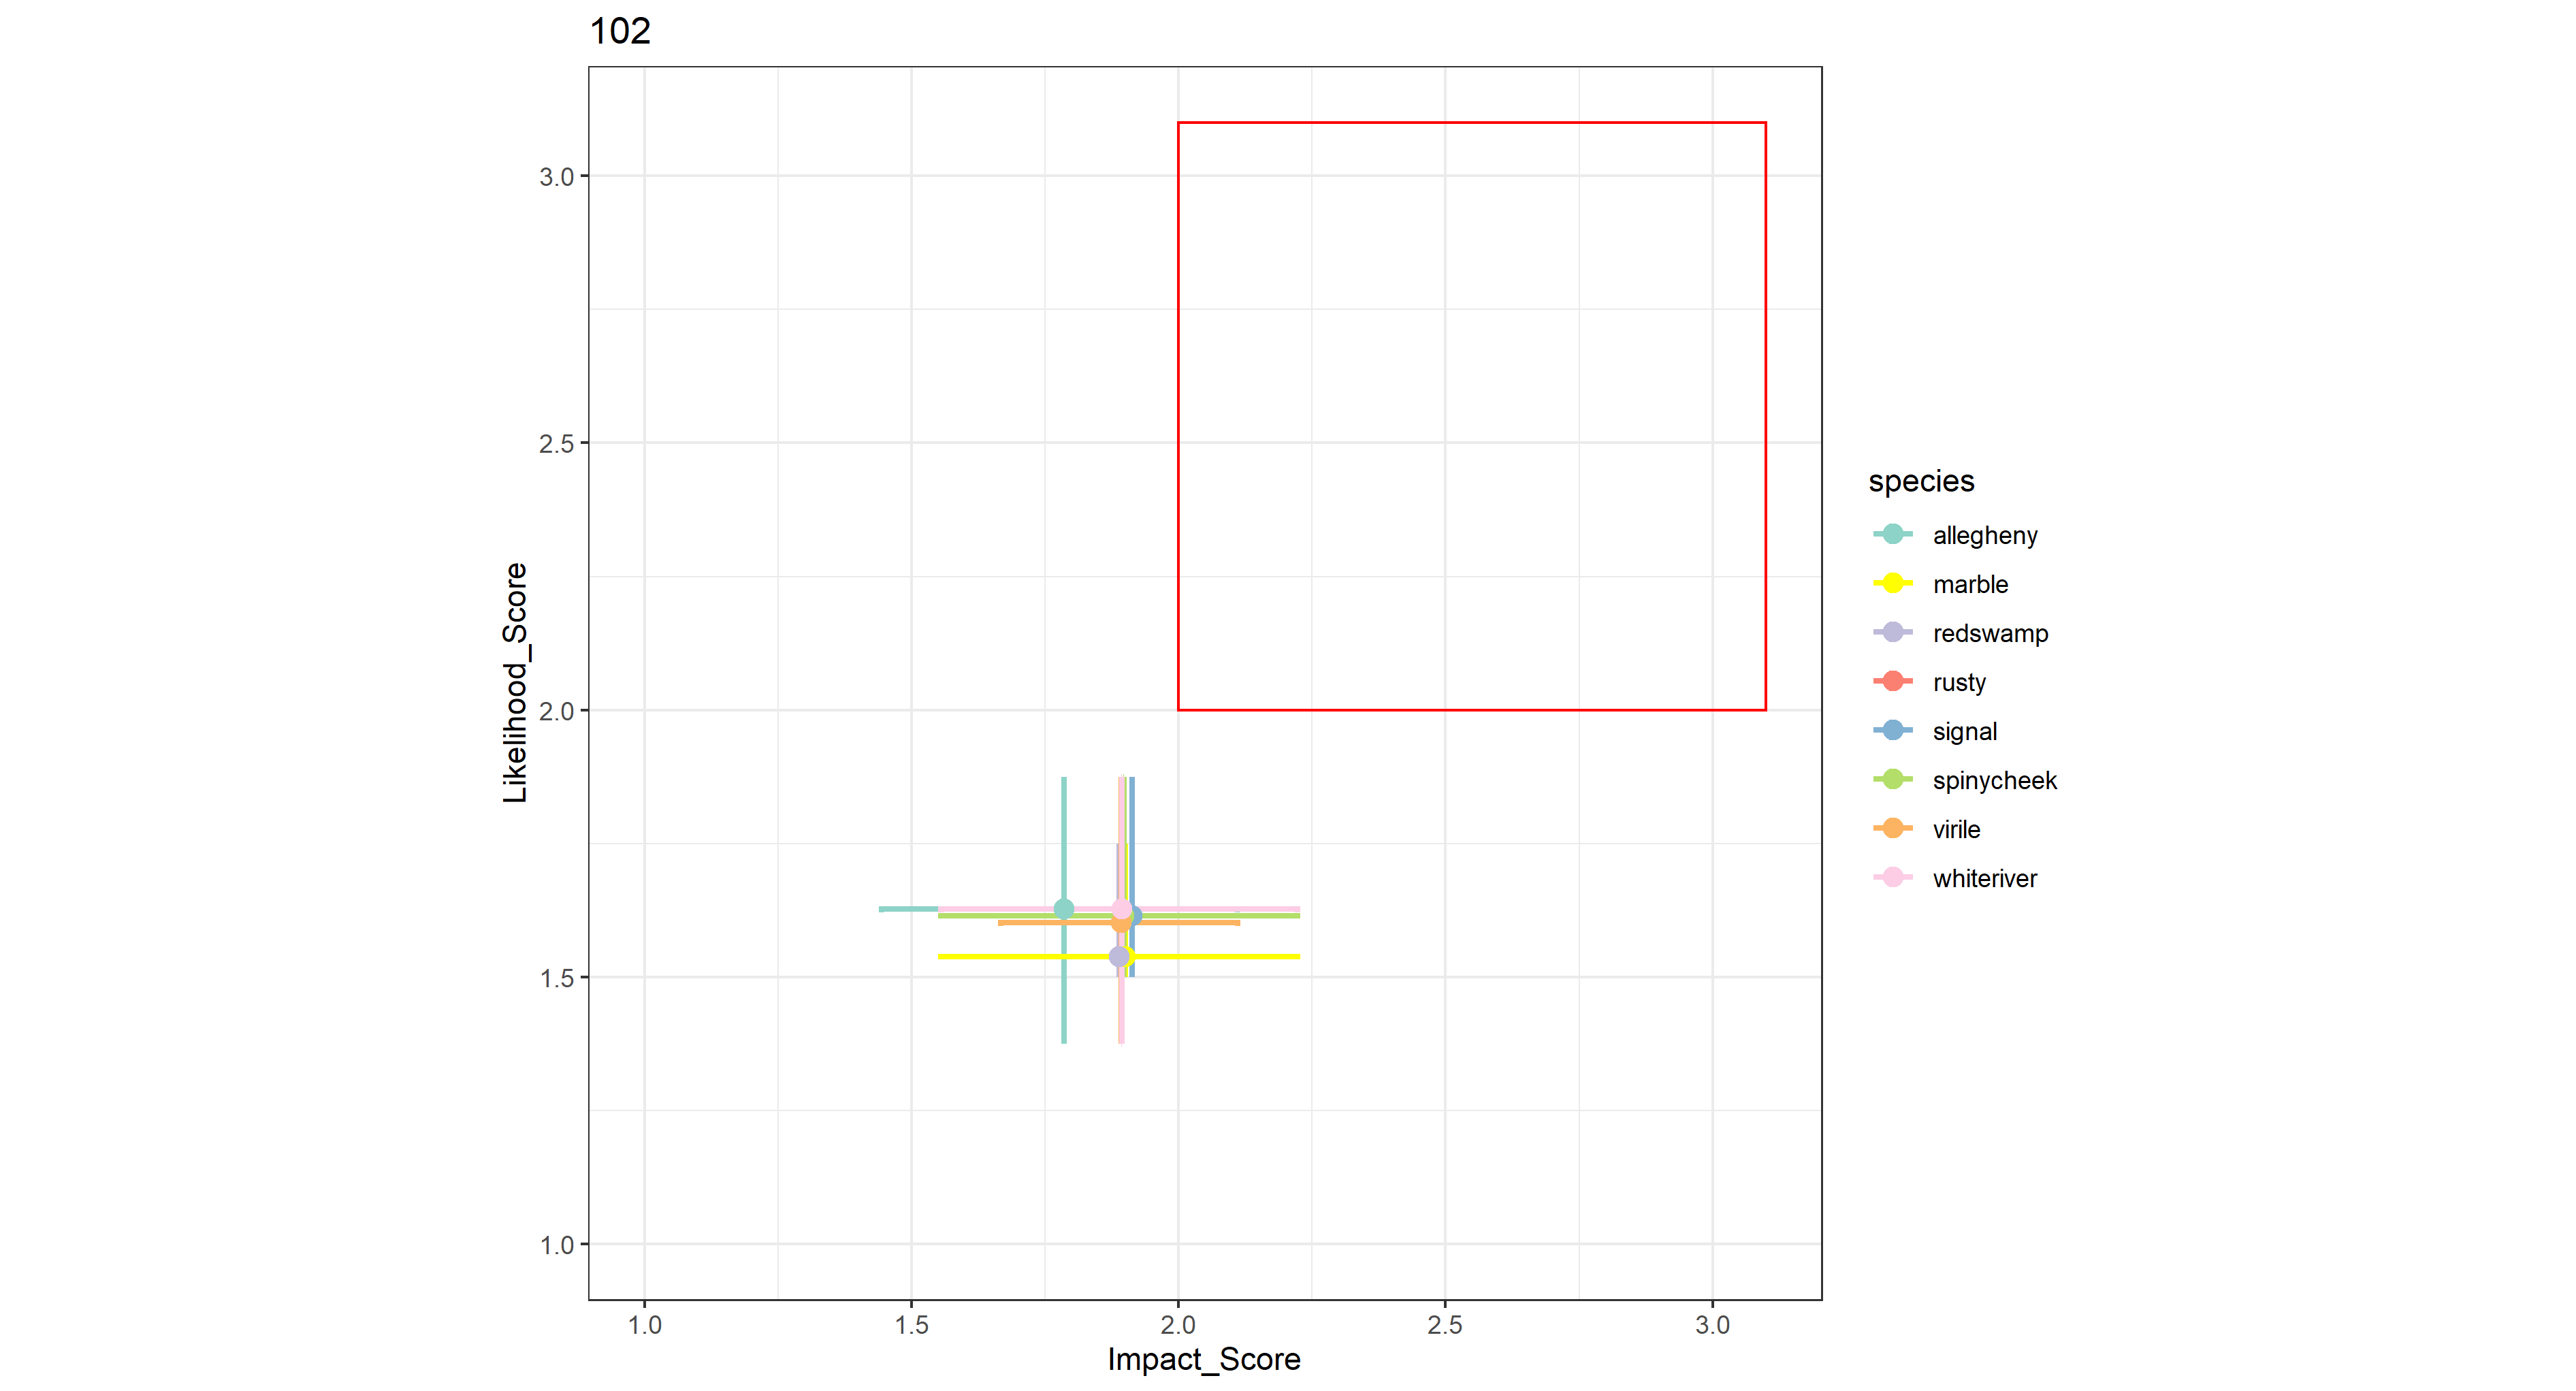 102
Likelihood_Score
3.0
2.5
2.0
1.5
1.0
1.0 1.5 2.0 2.5 3.0
Impact_Score
species
allegheny
marble
redswamp
rusty
signal
spinycheek
virile
whiteriver